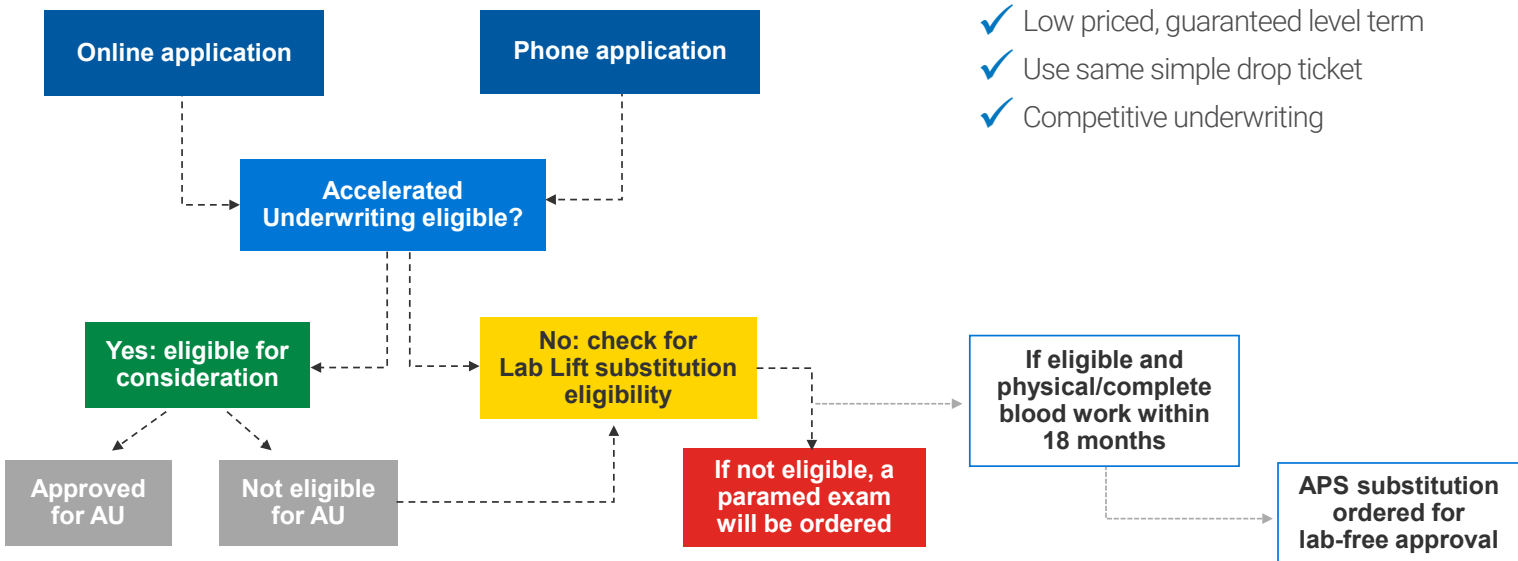 Online application
Phone application
Low priced, guaranteed level term
Use same simple drop ticket
Competitive underwriting
Accelerated
Underwriting eligible?
Yes: eligible for
consideration
No: check for
Lab Lift substitution
eligibility
If eligible and
physical/complete
blood work within
18 months
Approved
for AU
Not eligible
for AU
If not eligible, a
paramed exam
will be ordered
APS substitution
ordered for
lab-free approval